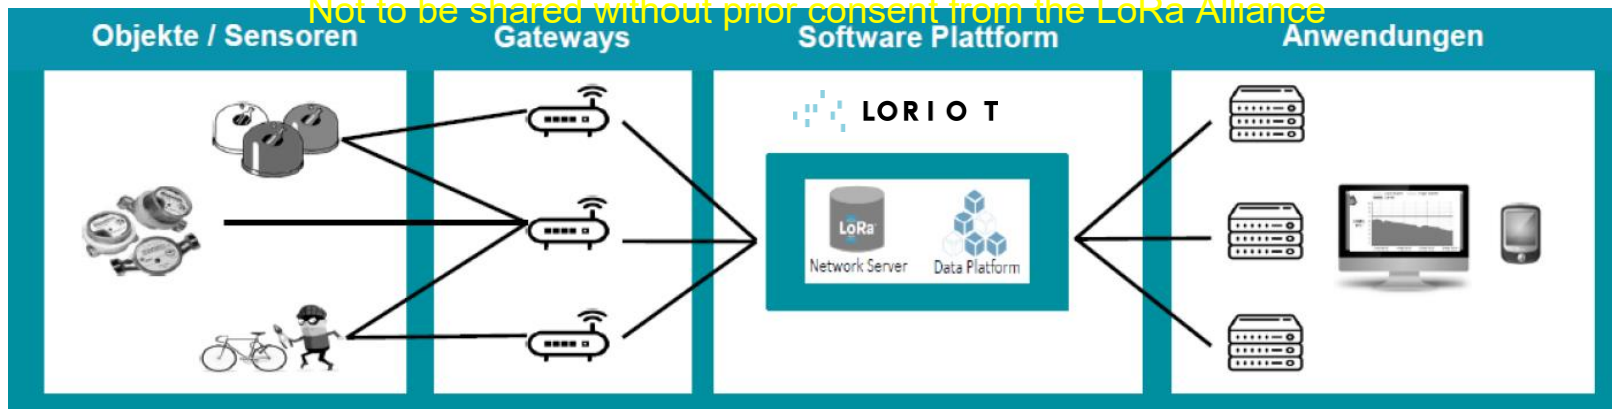 Not to be shared without prior consent from the LoRa Alliance
Objekte / Sensoren
Gateways
Software Plattform
Anwendungen
LORIOT
LoRa
Network Server
Data Platform